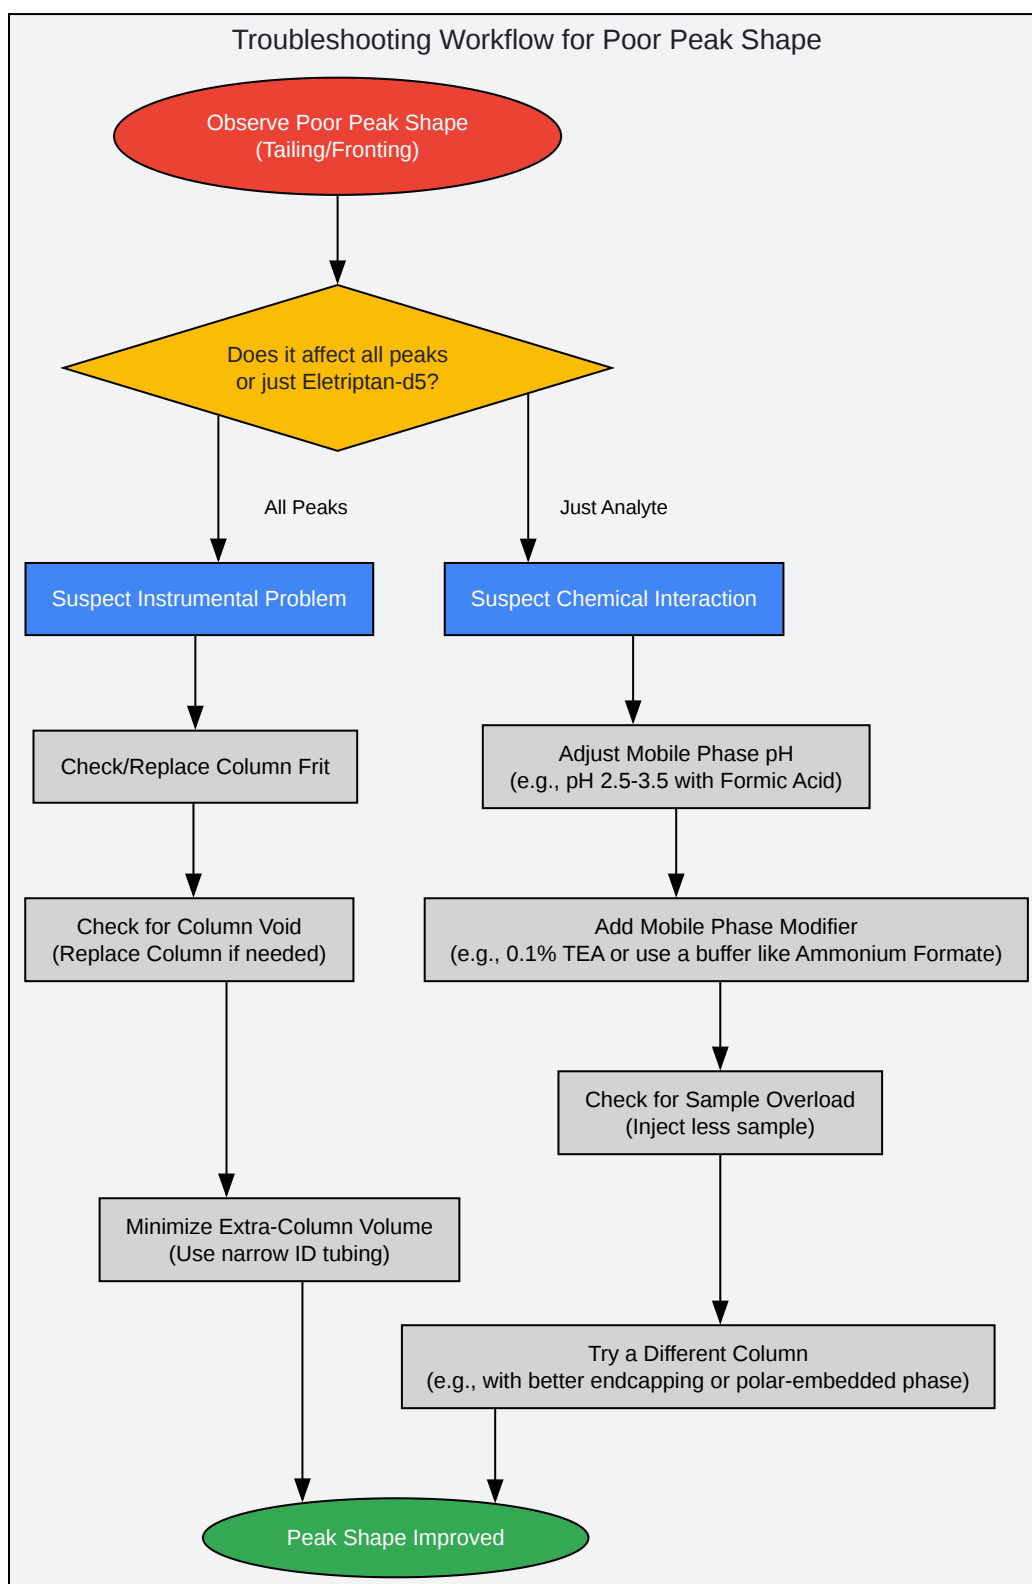 Troubleshooting Workflow for Poor Peak Shape
Observe Poor Peak Shape
(Tailing/Fronting)
Does it affect all peaks
or just Eletriptan-d5?
All Peaks
Just Analyte
Suspect Instrumental Problem
Suspect Chemical Interaction
Check/Replace Column Frit
Adjust Mobile Phase pH
(e.g., pH 2.5-3.5 with Formic Acid)
Check for Column Void
(Replace Column if needed)
Add Mobile Phase Modifier
(e.g., 0.1% TEA or use a buffer like Ammonium Formate)
Check for Sample Overload
(Inject less sample)
Minimize Extra-Column Volume
(Use narrow ID tubing)
Try a Different Column
(e.g., with better endcapping or polar-embedded phase)
Peak Shape Improved